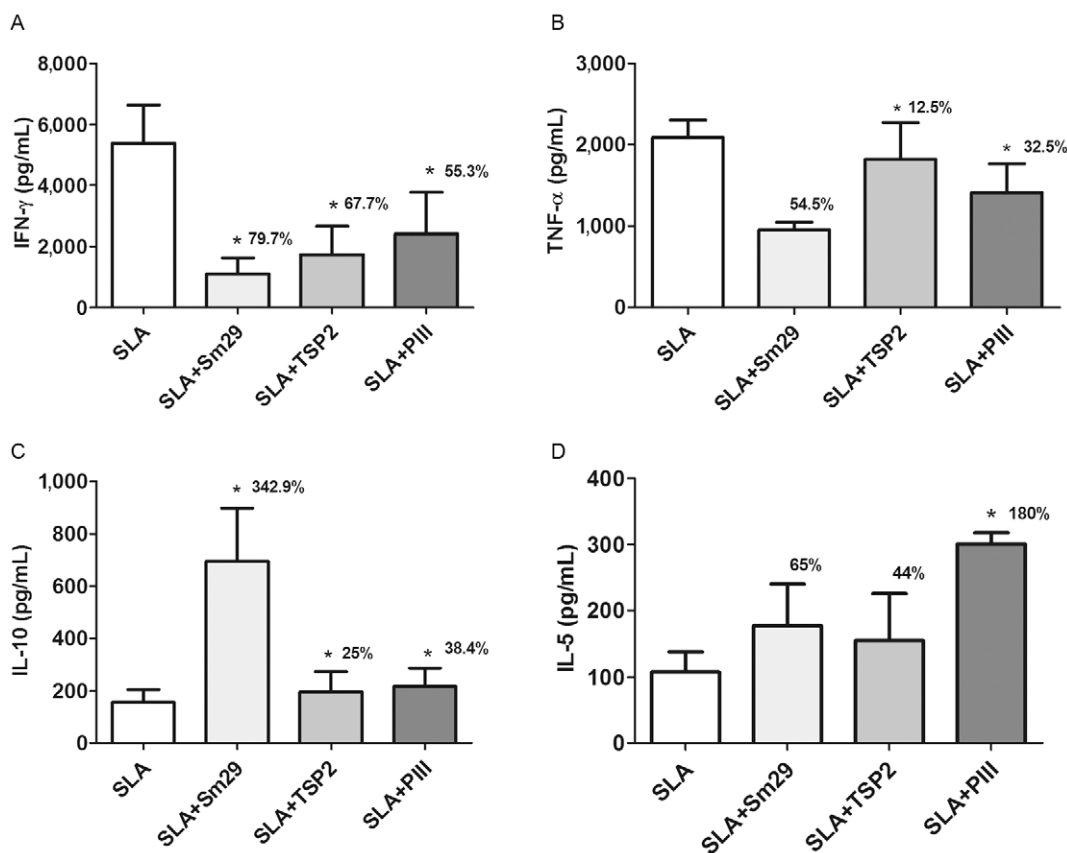 A
IFN-γ (pg/mL)
8,000
6,000
4,000
2,000
0
* 79.7%
* 67.7%
* 55.3%
SLA
SLA+Sm29
SLA+TSP2
SLA+PIII
B
TNF-α (pg/mL)
3,000
2,000
1,000
0
54.5%
* 12.5%
* 32.5%
SLA
SLA+Sm29
SLA+TSP2
SLA+PIII
C
IL-10 (pg/mL)
1,000
800
600
400
200
0
* 342.9%
* 25%
* 38.4%
SLA
SLA+Sm29
SLA+TSP2
SLA+PIII
D
IL-5 (pg/mL)
400
300
200
100
0
65%
44%
* 180%
SLA
SLA+Sm29
SLA+TSP2
SLA+PIII